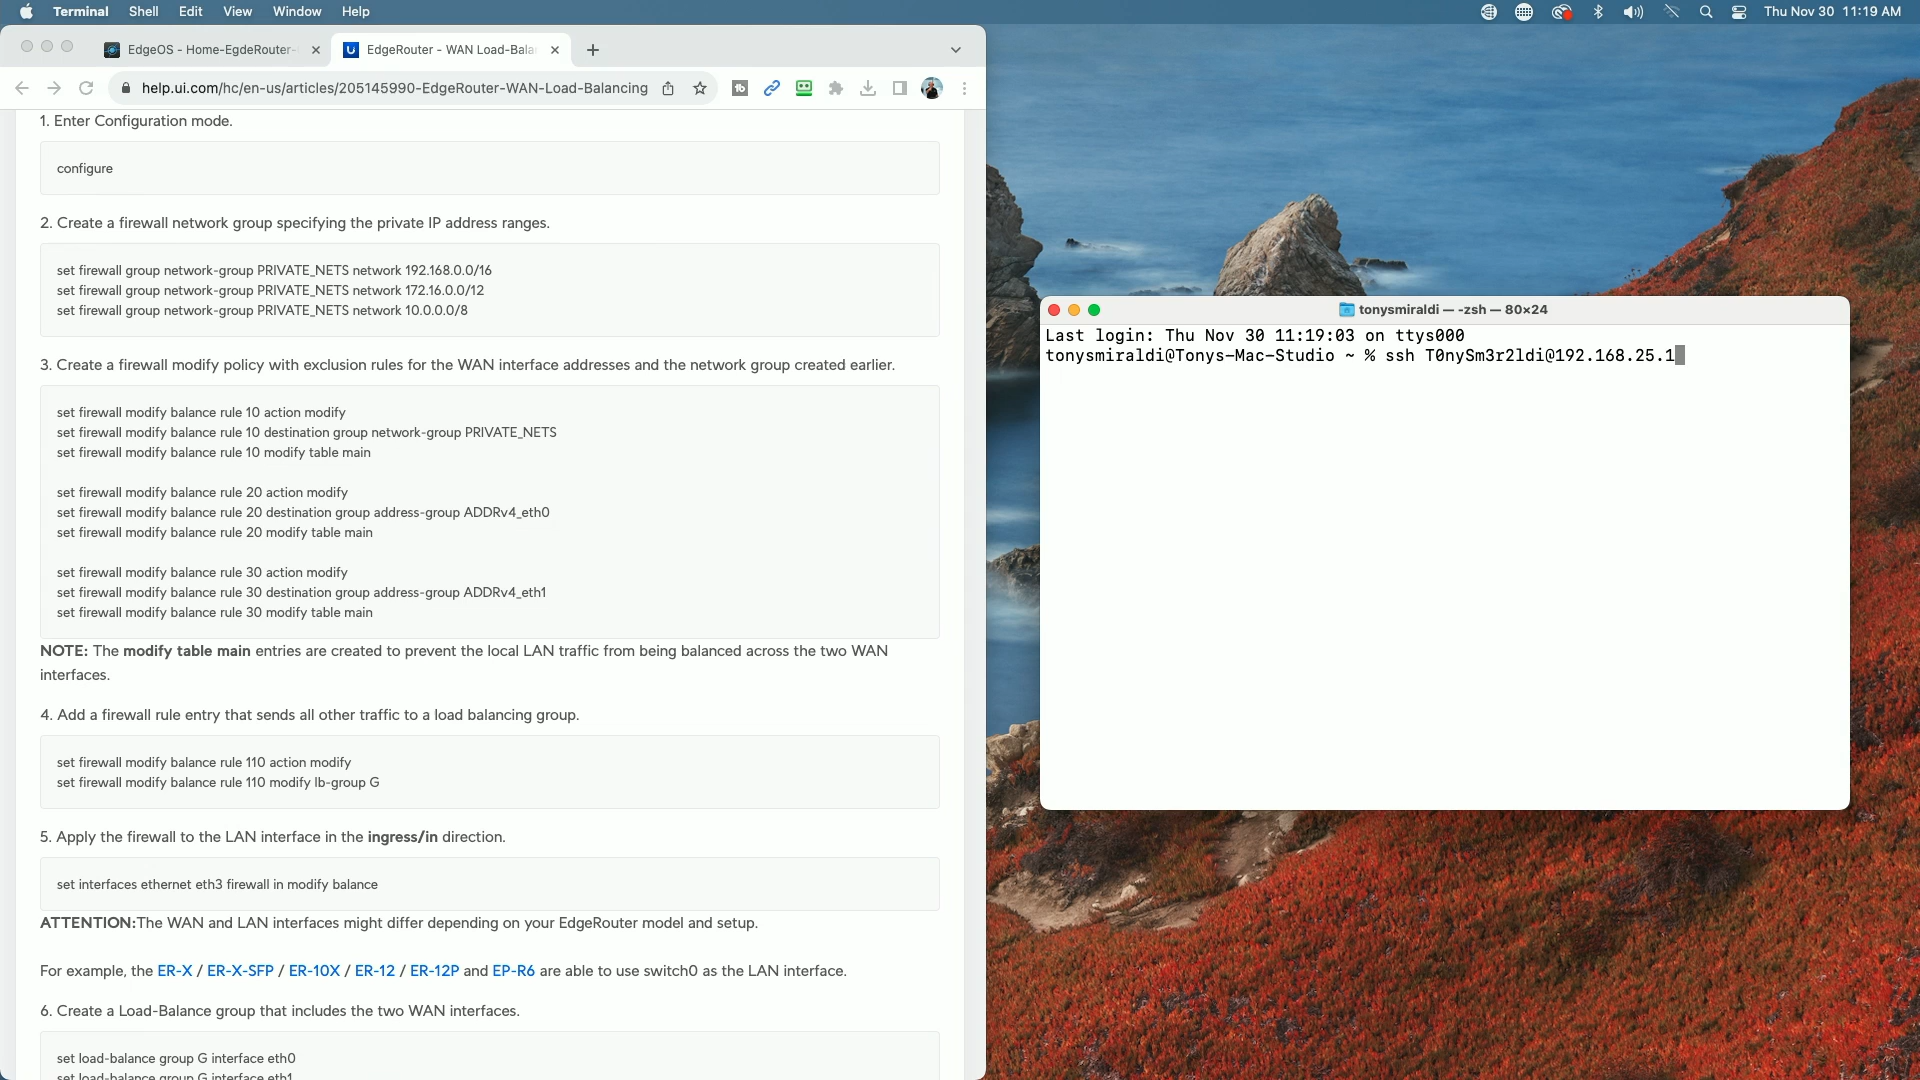 Terminal Shell Edit View Window Help
Thu Nov 30 11:19 AM
EdgeOS - Home-EgdeRouter-
EdgeRouter - WAN Load-Bala
help.ui.com/hc/en-us/articles/205145990-EdgeRouter-WAN-Load-Balancing
1. Enter Configuration mode.
configure
2. Create a firewall network group specifying the private IP address ranges.
set firewall group network-group PRIVATE_NETS network 192.168.0.0/16
set firewall group network-group PRIVATE_NETS network 172.16.0.0/12
set firewall group network-group PRIVATE_NETS network 10.0.0.0/8
3. Create a firewall modify policy with exclusion rules for the WAN interface addresses and the network group created earlier.
set firewall modify balance rule 10 action modify
set firewall modify balance rule 10 destination group network-group PRIVATE_NETS
set firewall modify balance rule 10 modify table main
set firewall modify balance rule 20 action modify
set firewall modify balance rule 20 destination group address-group ADDRv4_eth0
set firewall modify balance rule 20 modify table main
set firewall modify balance rule 30 action modify
set firewall modify balance rule 30 destination group address-group ADDRv4_eth1
set firewall modify balance rule 30 modify table main
NOTE: The modify table main entries are created to prevent the local LAN traffic from being balanced across the two WAN
interfaces.
4. Add a firewall rule entry that sends all other traffic to a load balancing group.
set firewall modify balance rule 110 action modify
set firewall modify balance rule 110 modify lb-group G
5. Apply the firewall to the LAN interface in the ingress/in direction.
set interfaces ethernet eth3 firewall in modify balance
ATTENTION:The WAN and LAN interfaces might differ depending on your EdgeRouter model and setup.
For example, the ER-X / ER-X-SFP / ER-10X / ER-12 / ER-12P and EP-R6 are able to use switch0 as the LAN interface.
6. Create a Load-Balance group that includes the two WAN interfaces.
set load-balance group G interface eth0
set load-balance group G interface eth1
tonysmiraldi — -zsh — 80×24
Last login: Thu Nov 30 11:19:03 on ttys000
tonysmiraldi@Tonys-Mac-Studio ~ % ssh T0nySm3r2ldi@192.168.25.1